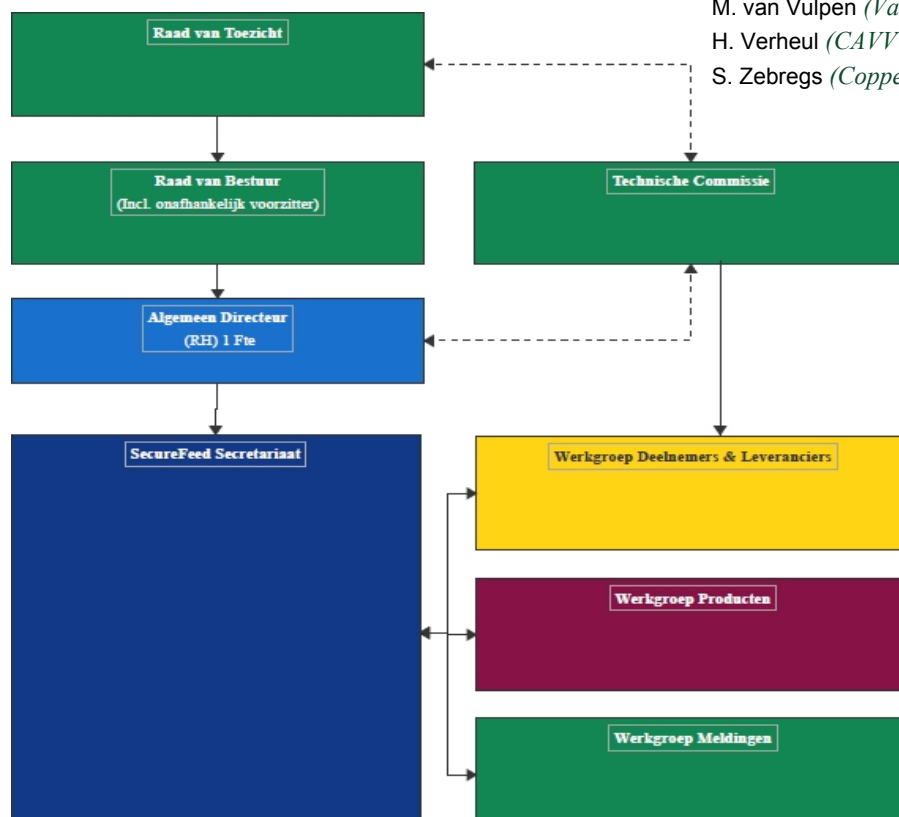 M. van Vulpen
H. Verheul (CAVV
S. Zebregs
Raad van Toezicht
Raad van Bestuur
(Incl. onafhankelijk voorzitter)
Technische Commissie
Algemeen Directeur
(RH) 1 Fte
SecureFeed Secretariaat
Werkgroep Deelnemers & Leveranciers
Werkgroep Producten
Werkgroep Meldingen